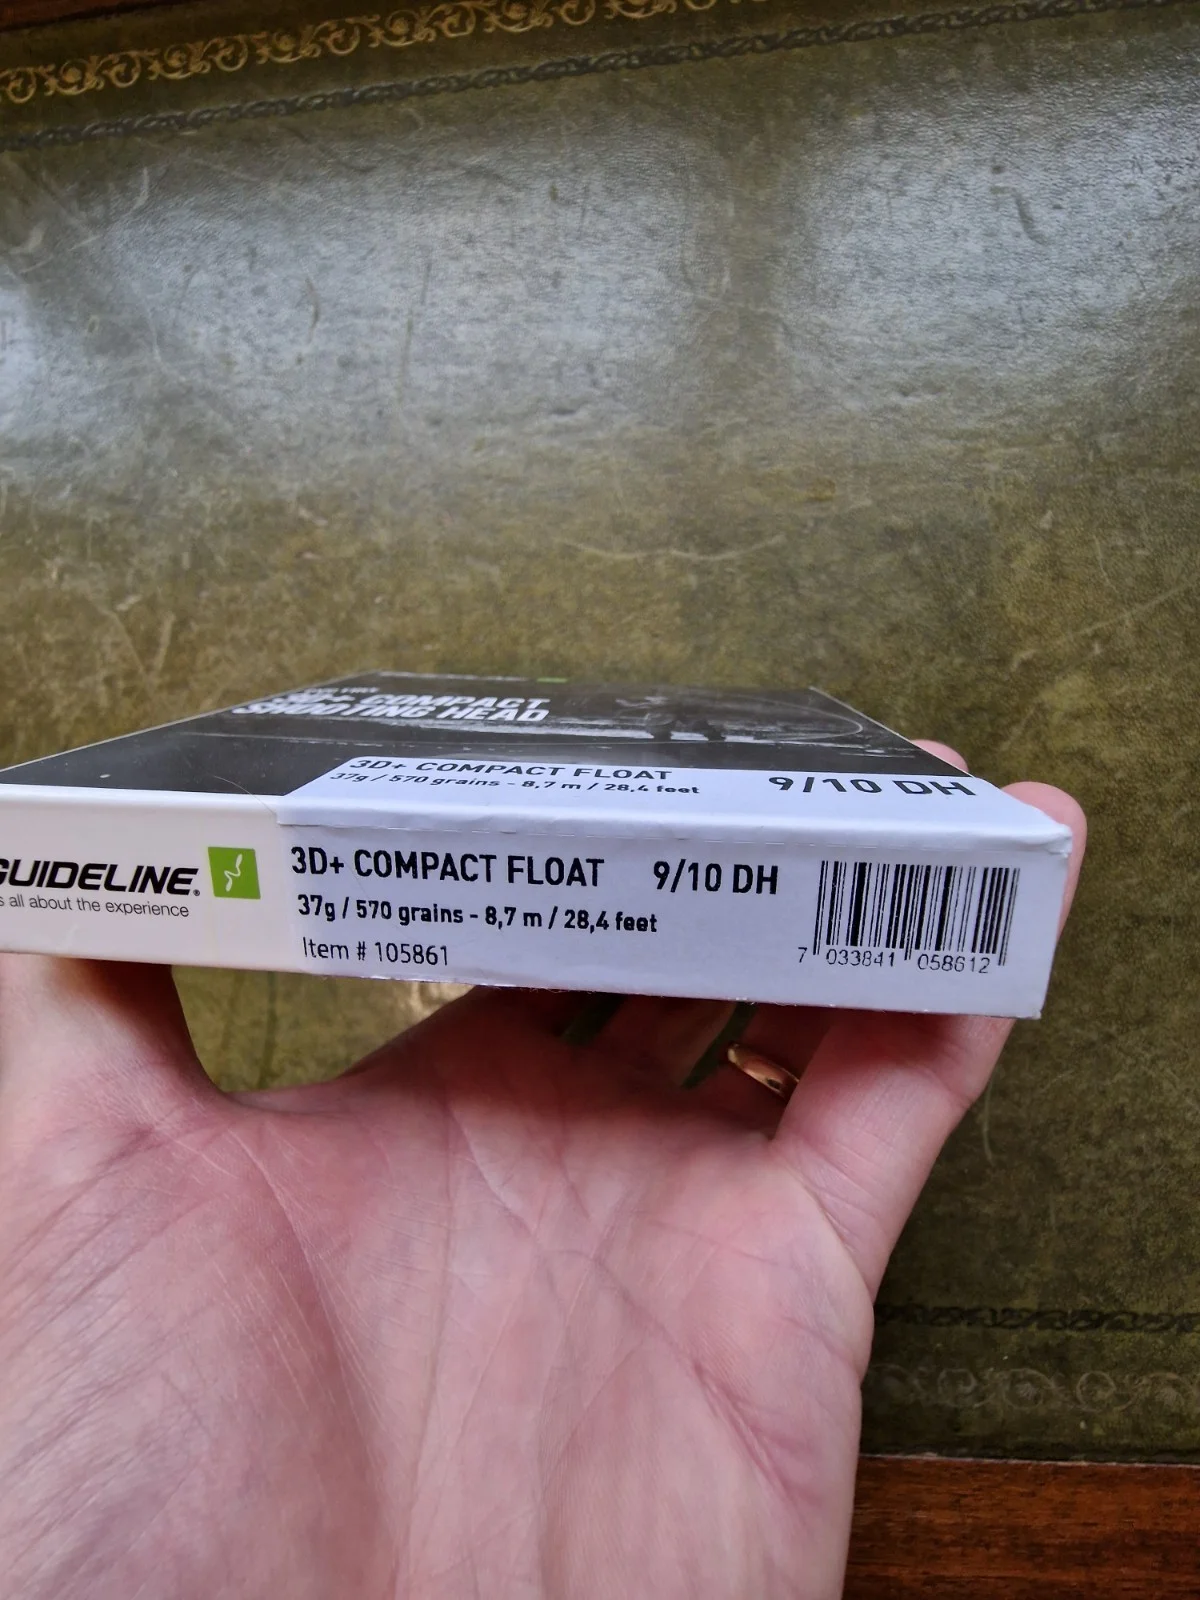 COMPACT
SHOOTING HEAD
3D+ COMPACT FLOAT 9/10 DH
37g / 570 grains - 8,7 m / 28,4 feet
GUIDELINE®
all about the experience
3D+ COMPACT FLOAT 9/10 DH
37g / 570 grains - 8,7 m / 28,4 feet
Item # 105861
7 033841 058612